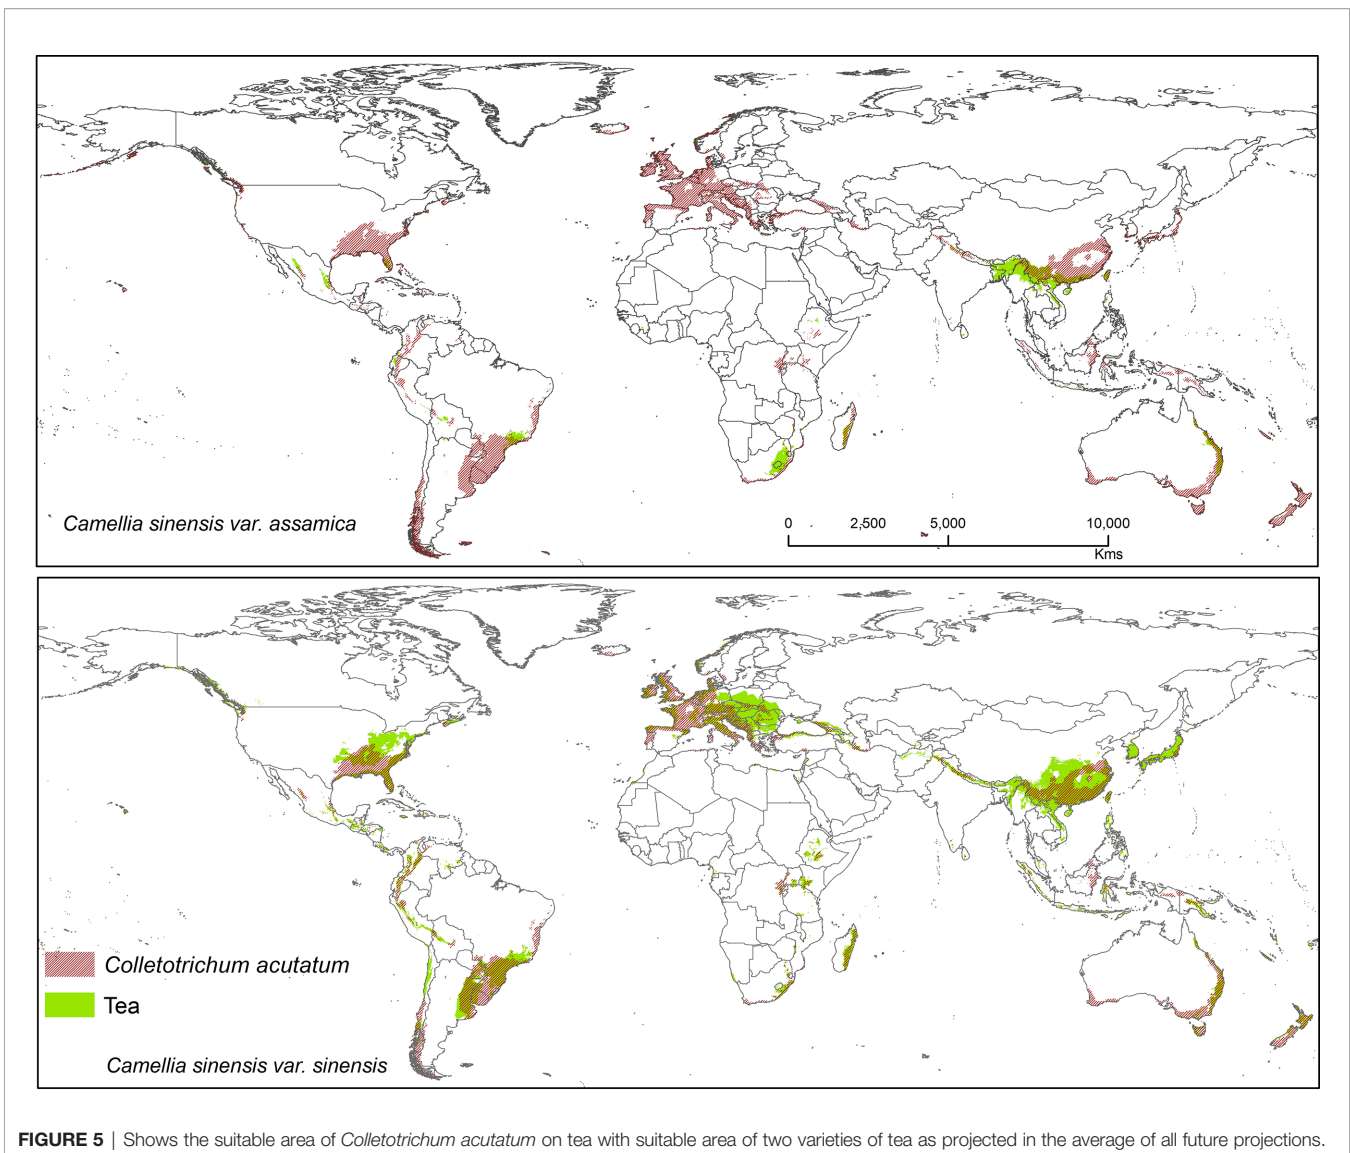 Camellia sinensis var. assamica
0 2,500 5,000 10,000
Kms
Colletotrichum acutatum
Tea
Camellia sinensis var. sinensis
FIGURE 5 | Shows the suitable area of Colletotrichum acutatum on tea with suitable area of two varieties of tea as projected in the average of all future projections.